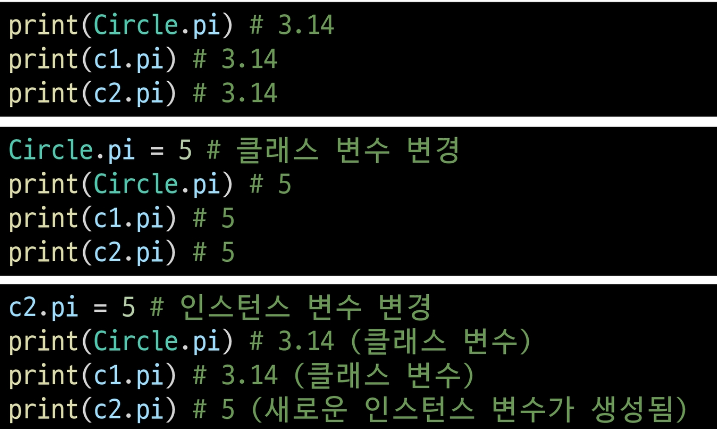 print(Circle.pi) # 3.14
print(c1.pi) # 3.14
print(c2.pi) # 3.14
Circle.pi = 5 # 클래스 변수 변경
print(Circle.pi) # 5
print(c1.pi) # 5
print(c2.pi) # 5
c2.pi = 5 # 인스턴스 변수 변경
print(Circle.pi) # 3.14 (클래스 변수)
print(c1.pi) # 3.14 (클래스 변수)
print(c2.pi) # 5 (새로운 인스턴스 변수가 생성됨)